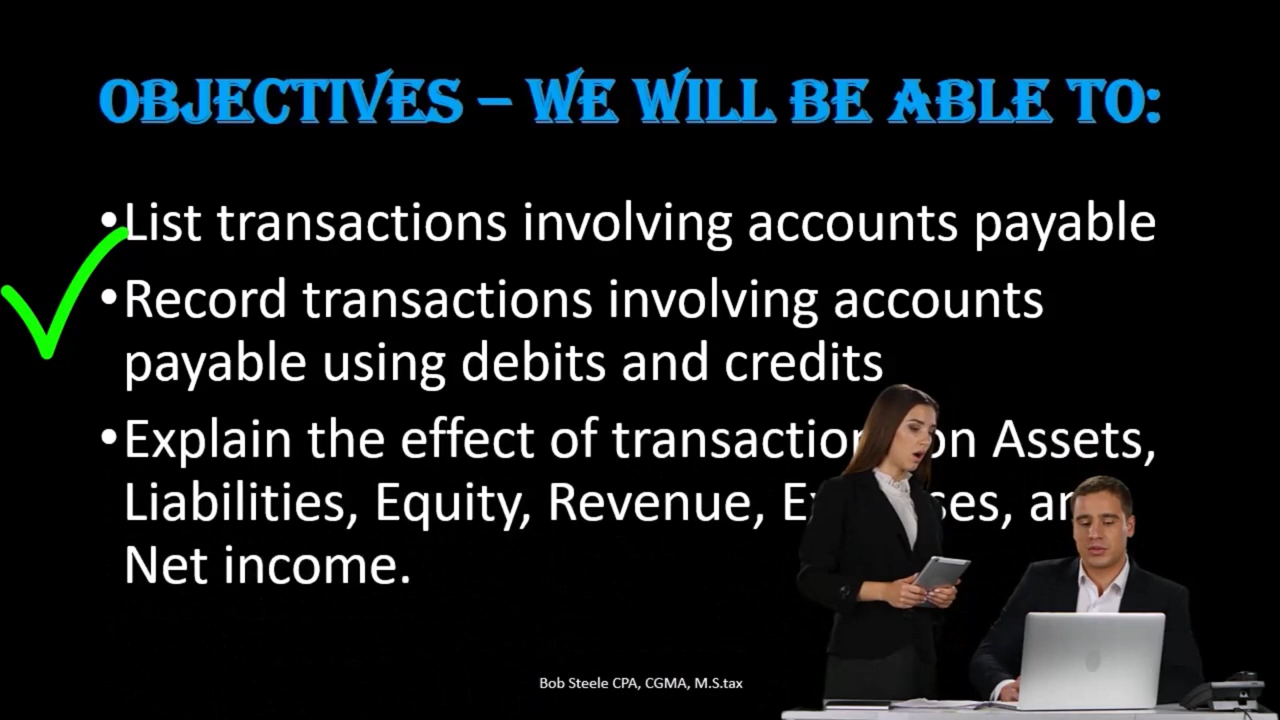 OBJECTIVES – WE WILL BE ABLE TO:
•List transactions involving accounts payable
•Record transactions involving accounts
payable using debits and credits
•Explain the effect of on Assets,
Liabilities, Equity, Revenue,
Net income.
Bob Steele CPA, CGMA, M.S.tax